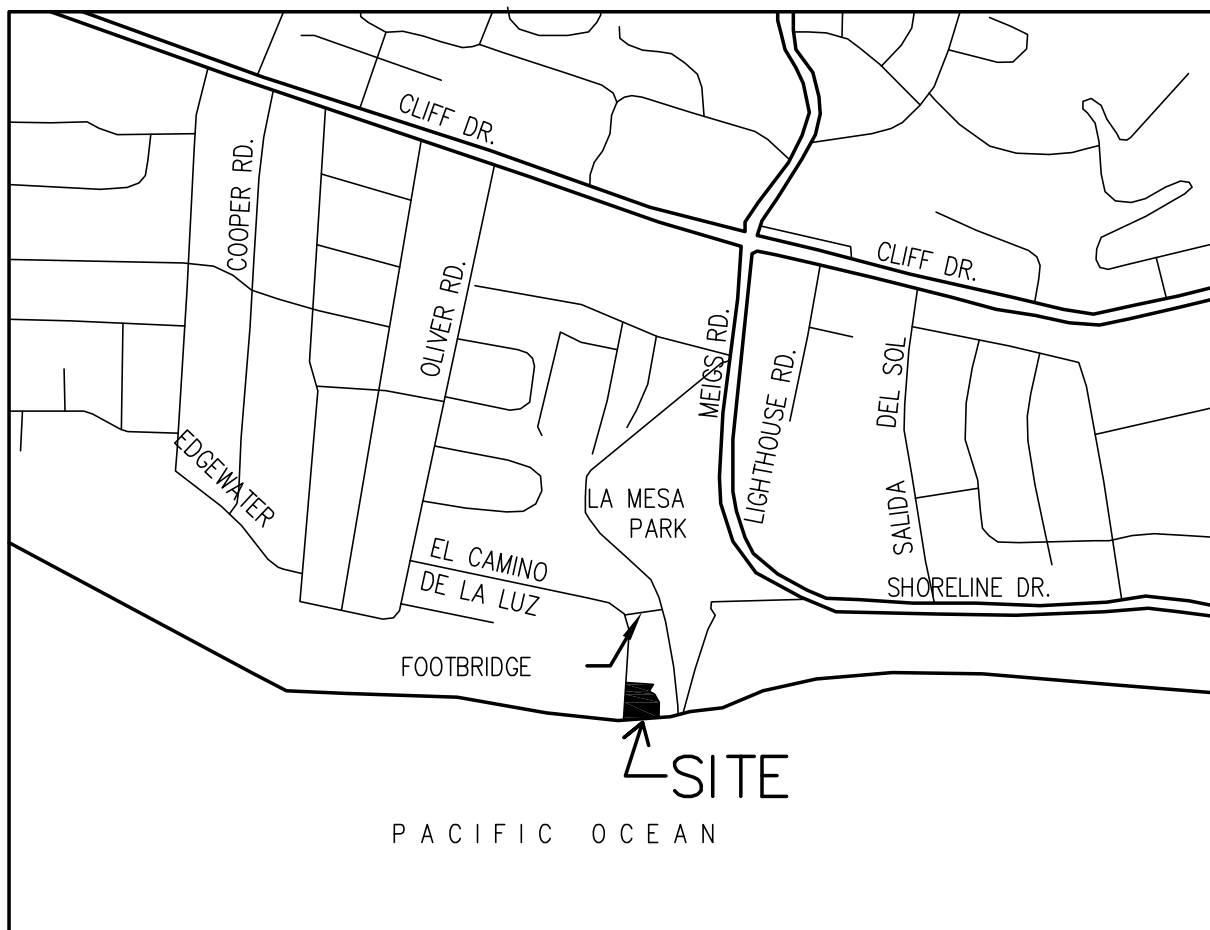 CLIFF DR.
COOPER RD.
CLIFF DR.
OLIVER RD.
MEIGS RD.
LIGHTHOUSE RD.
SALIDA DEL SOL
EDGEWATER
LA MESA
PARK
EL CAMINO
DE LA LUZ
SHORELINE DR.
FOOTBRIDGE
SITE
PACIFIC OCEAN